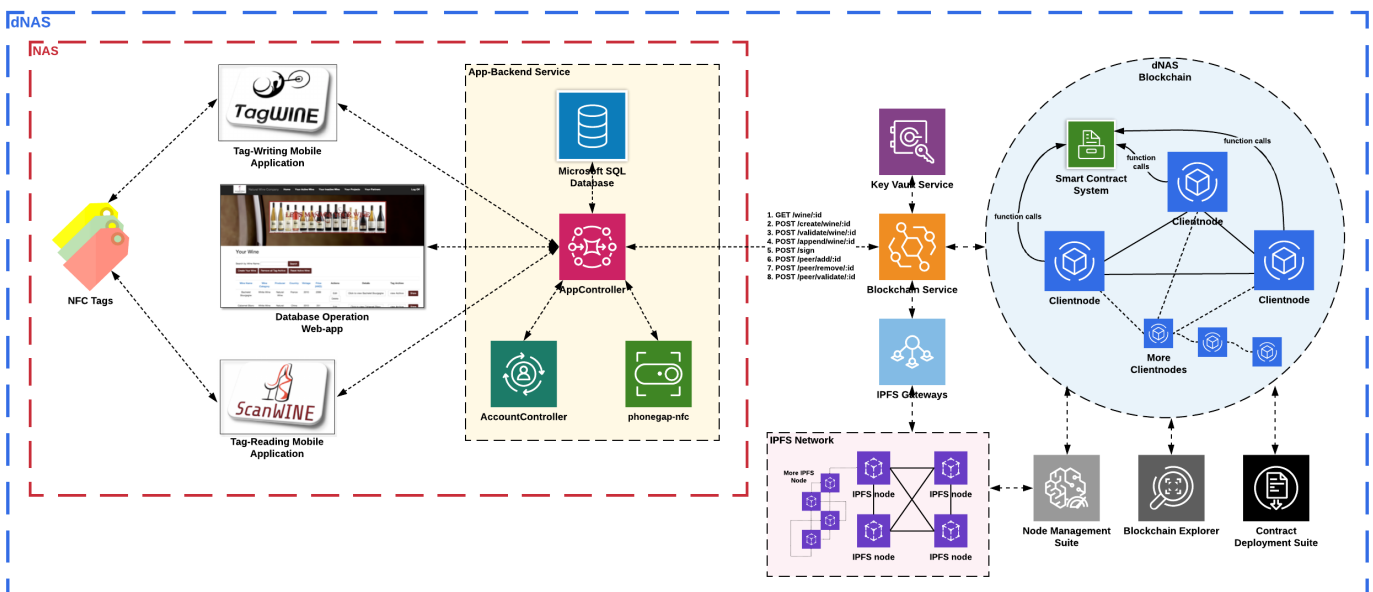 dNAS
NAS
TagWINE
Tag-Writing Mobile
Application
NFC Tags
Your Wine
Database Operation
Web-app
ScanWINE
Tag-Reading Mobile
Application
App-Backend Service
Microsoft SQL
Database
AppController
AccountController
phonegap-nfc
1. GET /wine/:id
2. POST /create/wine/:id
3. POST /validate/wine/:id
4. POST /append/wine/:id
5. POST /sign
6. POST /peer/add/:id
7. POST /peer/remove/:id
8. POST /peer/validate/:id
Key Vault Service
Blockchain Service
IPFS Gateways
IPFS Network
More IPFS
Node
IPFS node
IPFS node
IPFS node
IPFS node
dNAS
Blockchain
Smart Contract
System
function calls
function
calls
function calls
Clientnode
Clientnode
Clientnode
More
Clientnodes
Node Management
Suite
Blockchain Explorer
Contract
Deployment Suite